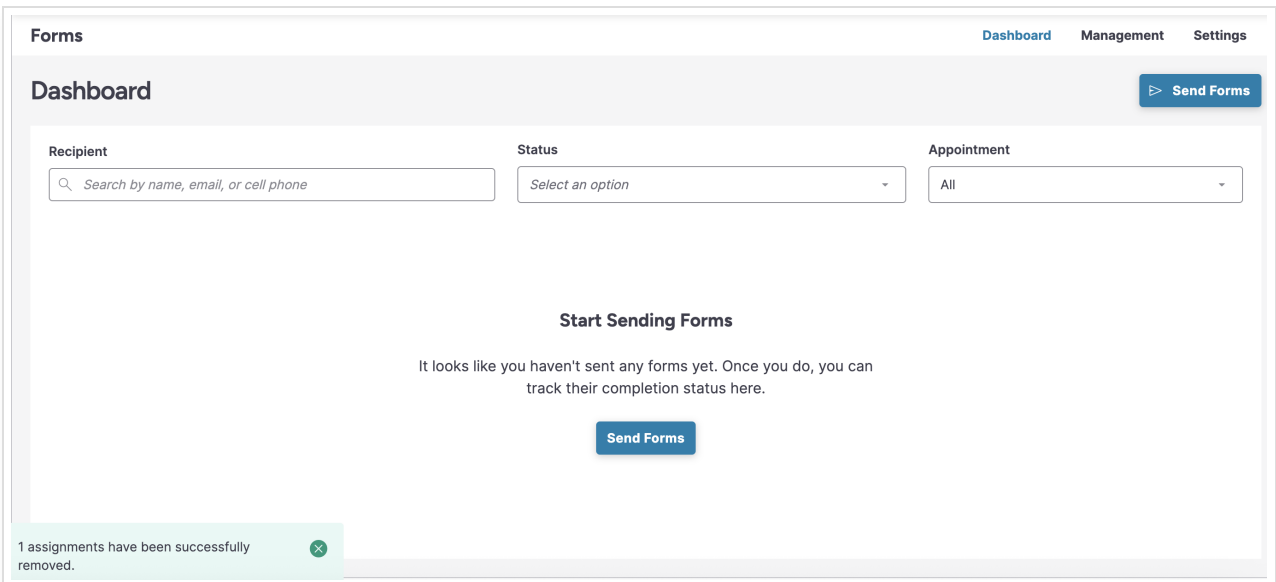 Forms
Dashboard
Management
Settings
Dashboard
Send Forms
Recipient
Status
Appointment
Search by name, email, or cell phone
Select an option
All
Start Sending Forms
It looks like you haven't sent any forms yet. Once you do, you can
track their completion status here.
Send Forms
1 assignments have been successfully
removed.